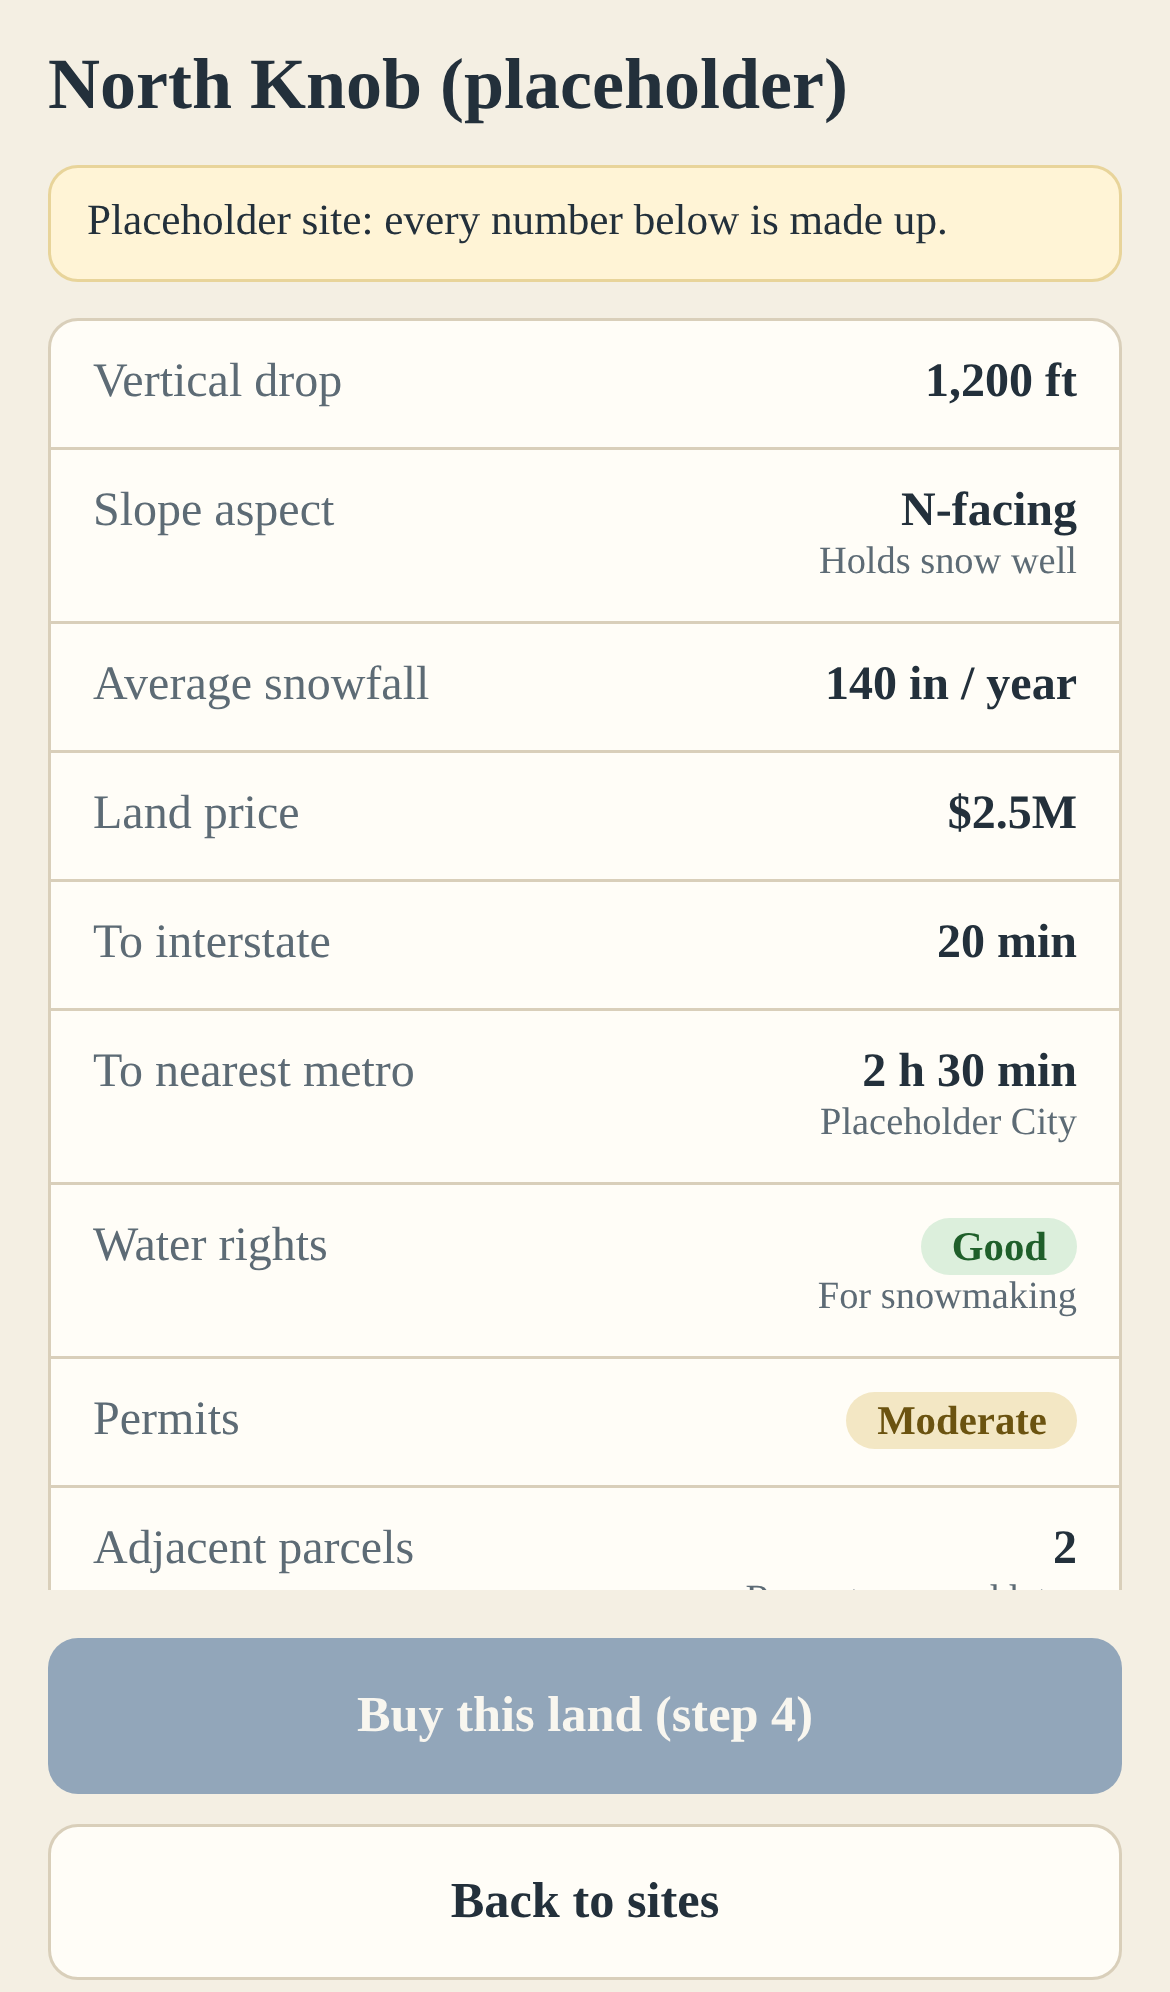 North Knob (placeholder)
Placeholder site: every number below is made up.
Vertical drop 1,200 ft
Slope aspect N-facing
Holds snow well
Average snowfall 140 in / year
Land price $2.5M
To interstate 20 min
To nearest metro 2 h 30 min
Placeholder City
Water rights Good
For snowmaking
Permits Moderate
Adjacent parcels 2
Buy this land (step 4)
Back to sites